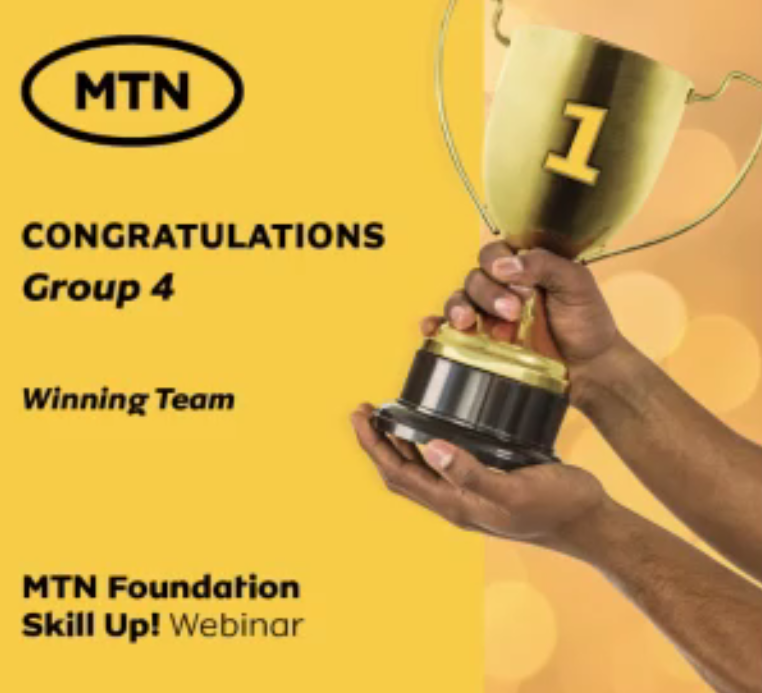 MTN
1
CONGRATULATIONS
Group 4
Winning Team
MTN Foundation
Skill Up! Webinar